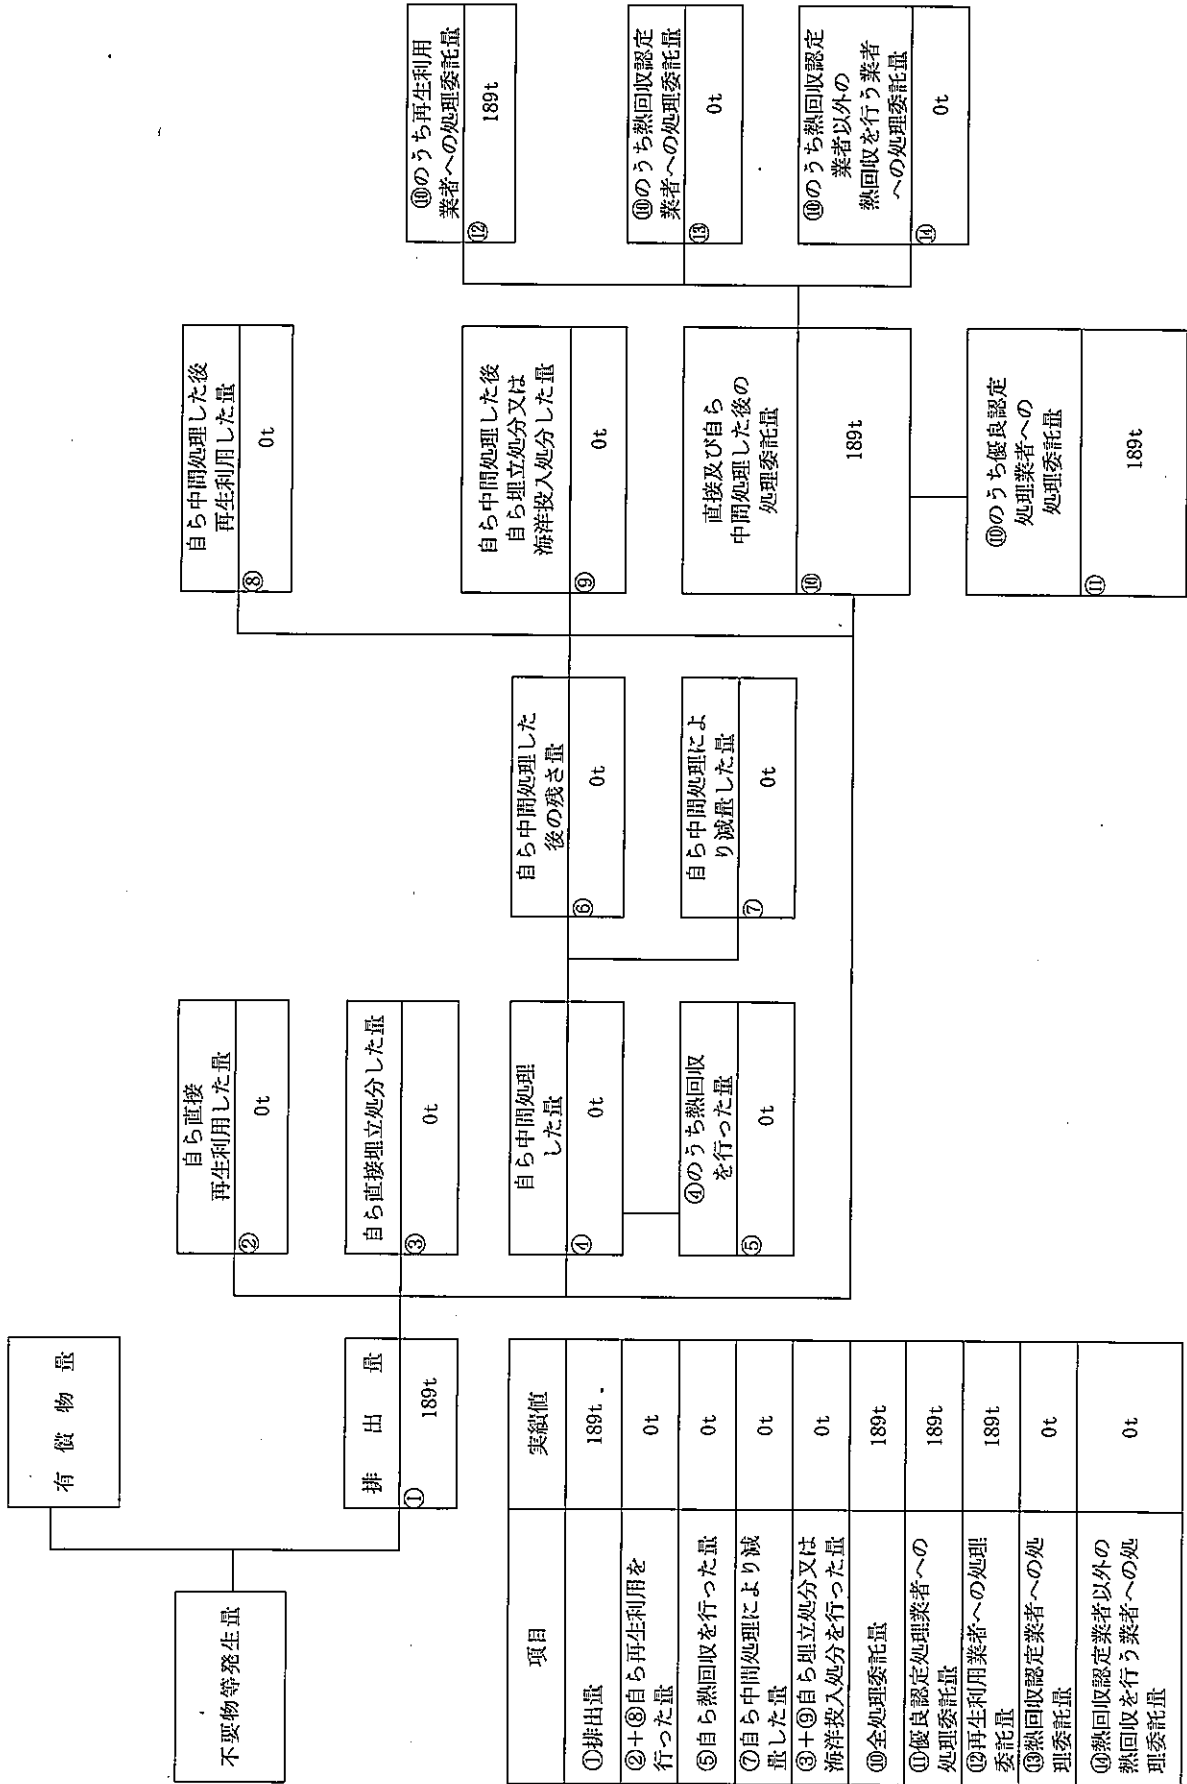 不要物等発生量
有償物量
排出量
①
189t
自ら直接
再生利用した量
②
0t
自ら直接埋立処分した量
③
0t
自ら中間処理
した量
④
0t
④のうち熱回収
を行った量
⑤
0t
自ら中間処理した
後の残さ量
⑥
0t
自ら中間処理によ
り減量した量
⑦
0t
自ら中間処理した後
再生利用した量
⑧
0t
自ら中間処理した後
自ら埋立処分又は
海洋投入処分した量
⑨
0t
直接及び自ら
中間処理した後の
処理委託量
⑩
189t
⑩のうち優良認定
処理業者への
処理委託量
⑪
189t
⑩のうち再生利用
業者への処理委託量
⑫
189t
⑩のうち熱回収認定
業者への処理委託量
⑬
0t
⑩のうち熱回収認定
業者以外の
熱回収を行う業者
への処理委託量
⑭
0t
項目
実績値
①排出量
189t
②+⑧自ら再生利用を
行った量
0t
⑤自ら熱回収を行った量
0t
⑦自ら中間処理により減
量した量
0t
③+⑨自ら埋立処分又は
海洋投入処分を行った量
0t
⑩全処理委託量
189t
⑪優良認定処理業者への
処理委託量
189t
⑫再生利用業者への処理
委託量
189t
⑬熱回収認定業者への処
理委託量
0t
⑭熱回収認定業者以外の
熱回収を行う業者への処
理委託量
0t